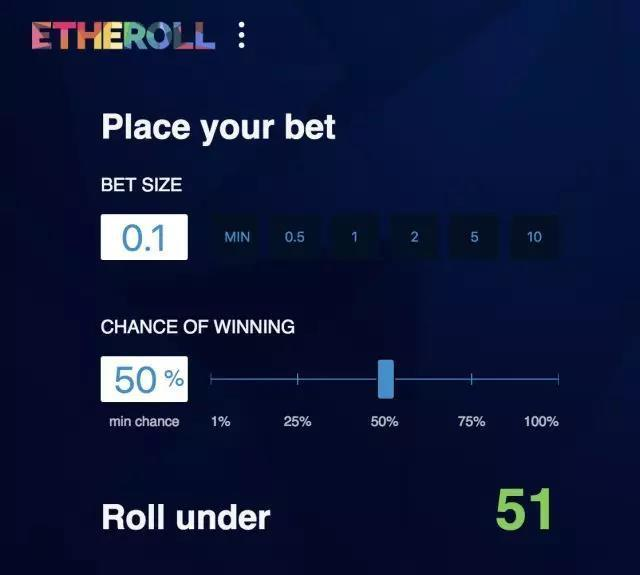 ETHEROLL
Place your bet
BET SIZE
0.1 MIN 0.5 1 2 5 10
CHANCE OF WINNING
50 %
min chance 1% 25% 50% 75% 100%
Roll under 51